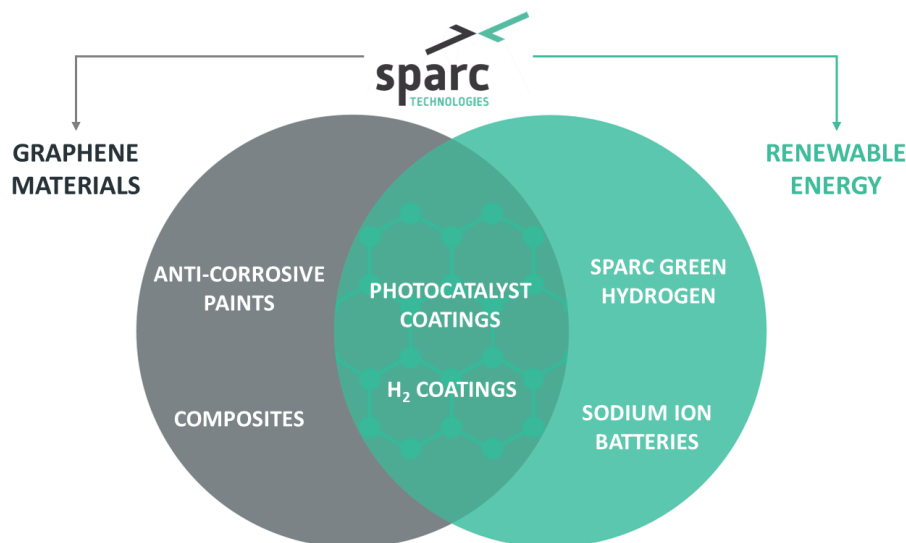 sparc
TECHNOLOGIES
GRAPHENE
MATERIALS
RENEWABLE
ENERGY
ANTI-CORROSIVE
PAINTS
COMPOSITES
PHOTOCATALYST
COATINGS
H₂ COATINGS
SPARC GREEN
HYDROGEN
SODIUM ION
BATTERIES